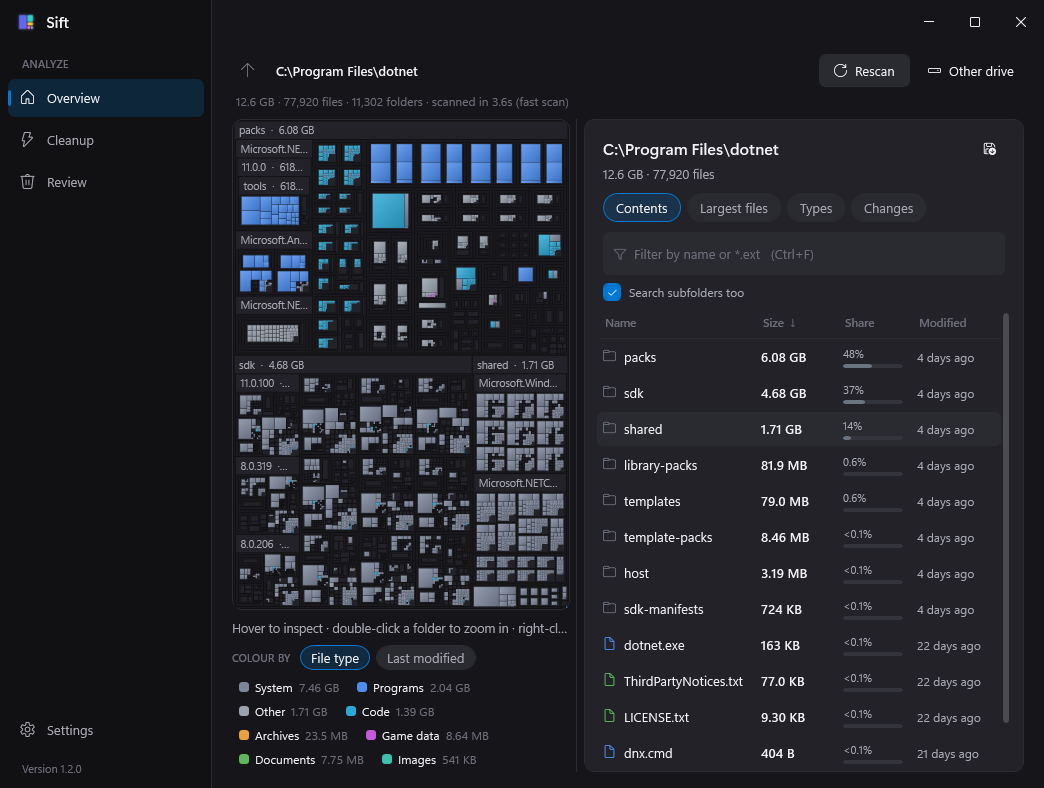 Sift
ANALYZE
Overview
Cleanup
Review
Settings
Version 1.2.0
C:\Program Files\dotnet
Rescan
Other drive
12.6 GB · 77,920 files · 11,302 folders · scanned in 3.6s (fast scan)
packs · 6.08 GB
Microsoft.NE...
11.0.0 · 618...
tools · 618...
Microsoft.An...
Microsoft.NE...
sdk · 4.68 GB
11.0.100 ·...
8.0.319 ·...
8.0.206 ·...
shared · 1.71 GB
Microsoft.Wind...
Microsoft.NETC...
Hover to inspect · double-click a folder to zoom in · right-cl...
COLOUR BY
File type
Last modified
System 7.46 GB
Programs 2.04 GB
Other 1.71 GB
Code 1.39 GB
Archives 23.5 MB
Game data 8.64 MB
Documents 7.75 MB
Images 541 KB
C:\Program Files\dotnet
12.6 GB · 77,920 files
Contents
Largest files
Types
Changes
Filter by name or *.ext (Ctrl+F)
Search subfolders too
Name Size ↓ Share Modified
packs 6.08 GB 48% 4 days ago
sdk 4.68 GB 37% 4 days ago
shared 1.71 GB 14% 4 days ago
library-packs 81.9 MB 0.6% 4 days ago
templates 79.0 MB 0.6% 4 days ago
template-packs 8.46 MB <0.1% 4 days ago
host 3.19 MB <0.1% 4 days ago
sdk-manifests 724 KB <0.1% 4 days ago
dotnet.exe 163 KB <0.1% 22 days ago
ThirdPartyNotices.txt 77.0 KB <0.1% 22 days ago
LICENSE.txt 9.30 KB <0.1% 22 days ago
dnx.cmd 404 B <0.1% 21 days ago